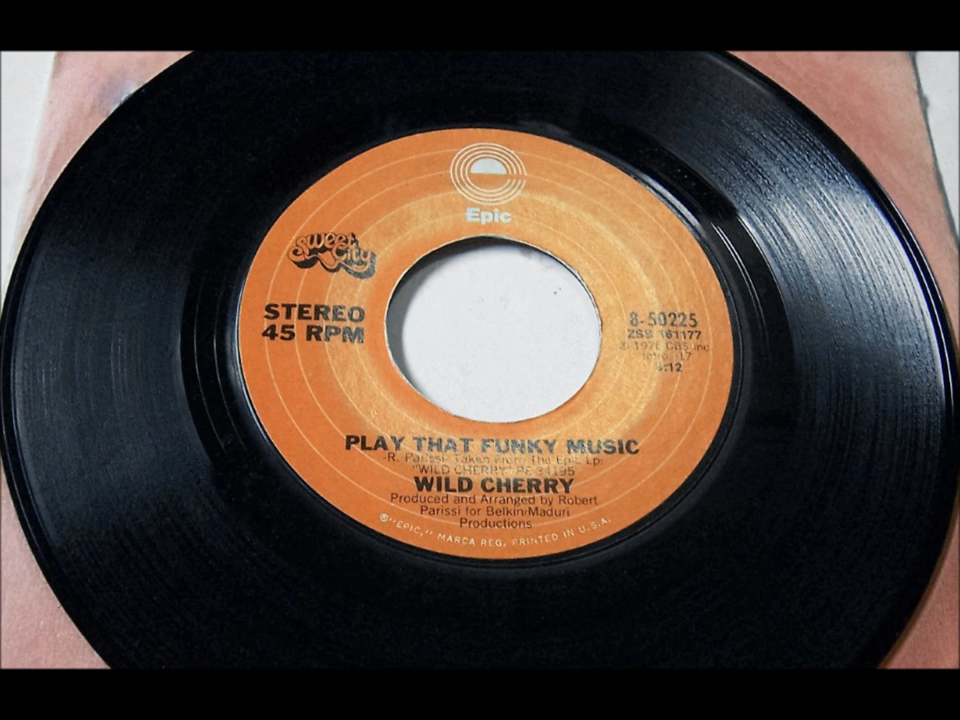 Epic
Sweet City
STEREO
45 RPM
8-50225
ZSS 161177
℗ 1976 CBS Inc.
Intro. :17
PLAY THAT FUNKY MUSIC
-R. Parissi- Taken From The Epic Lp:
"WILD CHERRY" PE 34195
WILD CHERRY
Produced and Arranged by Robert
Parissi for Belkin/Maduri
Productions
®"EPIC," MARCA REG. PRINTED IN U.S.A.